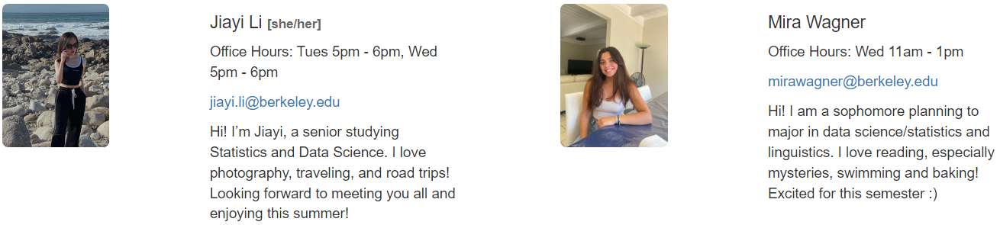 Jiayi Li [she/her]
Office Hours: Tues 5pm - 6pm, Wed
5pm - 6pm
jiayi.li@berkeley.edu
Hi! I’m Jiayi, a senior studying
Statistics and Data Science. I love
photography, traveling, and road trips!
Looking forward to meeting you all and
enjoying this summer!
Mira Wagner
Office Hours: Wed 11am - 1pm
mirawagner@berkeley.edu
Hi! I am a sophomore planning to
major in data science/statistics and
linguistics. I love reading, especially
mysteries, swimming and baking!
Excited for this semester :)